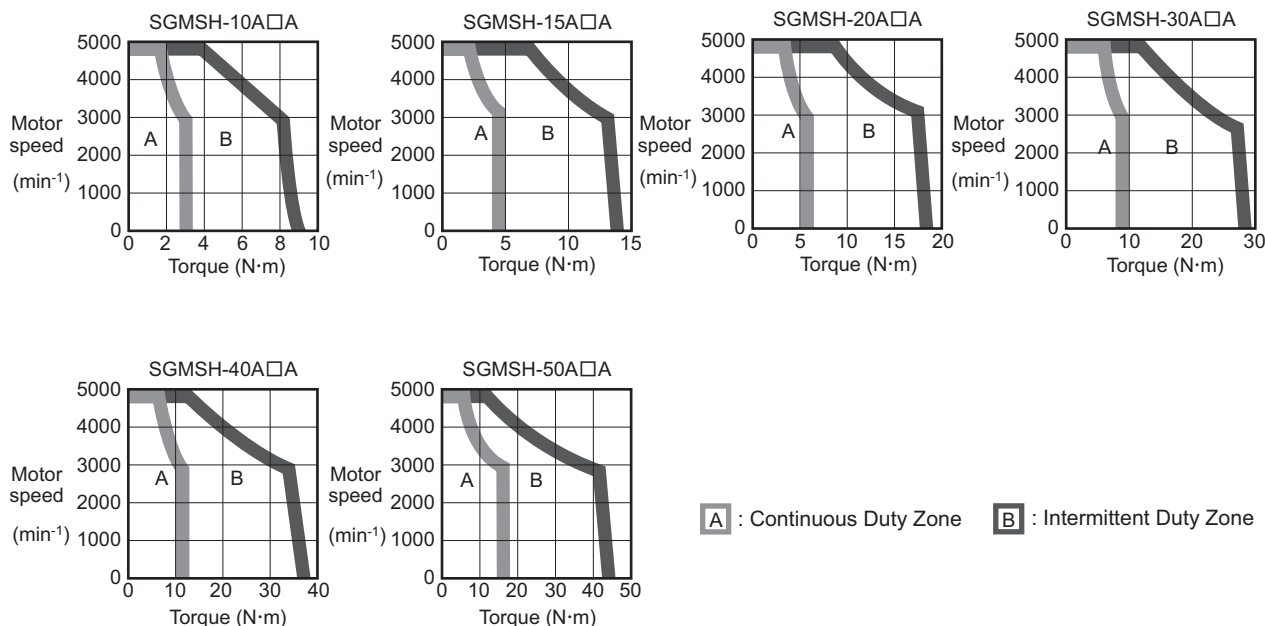 SGMSH-10A□A
5000
4000
3000
2000
1000
0
Motor
speed
(min-1)
A
B
0 2 4 6 8 10
Torque (N·m)
SGMSH-15A□A
5000
4000
3000
2000
1000
0
Motor
speed
(min-1)
A
B
0 5 10 15
Torque (N·m)
SGMSH-20A□A
5000
4000
3000
2000
1000
0
Motor
speed
(min-1)
A
B
0 5 10 15 20
Torque (N·m)
SGMSH-30A□A
5000
4000
3000
2000
1000
0
Motor
speed
(min-1)
A
B
0 10 20 30
Torque (N·m)
SGMSH-40A□A
5000
4000
3000
2000
1000
0
Motor
speed
(min-1)
A
B
0 10 20 30 40
Torque (N·m)
SGMSH-50A□A
5000
4000
3000
2000
1000
0
Motor
speed
(min-1)
A
B
0 10 20 30 40 50
Torque (N·m)
A : Continuous Duty Zone
B : Intermittent Duty Zone